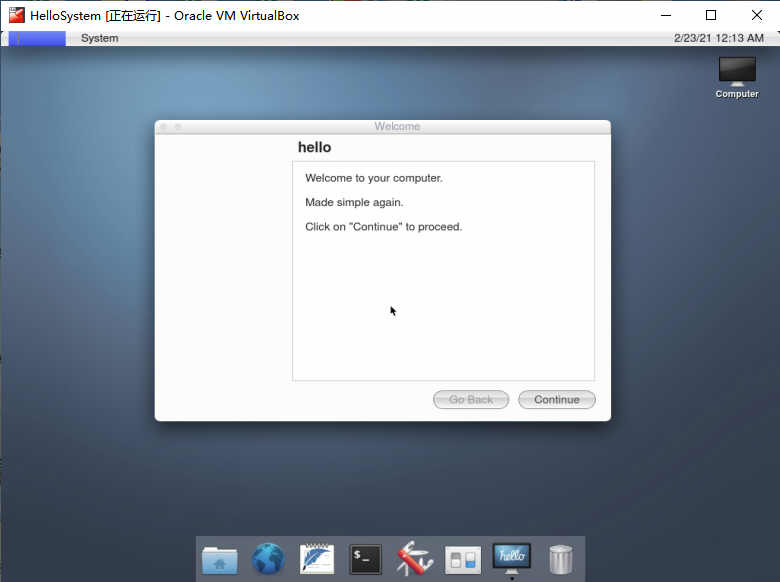 HelloSystem [正在运行] - Oracle VM VirtualBox
System
2/23/21 12:13 AM
Computer
Welcome
hello
Welcome to your computer.
Made simple again.
Click on "Continue" to proceed.
Go Back
Continue
$_
hello